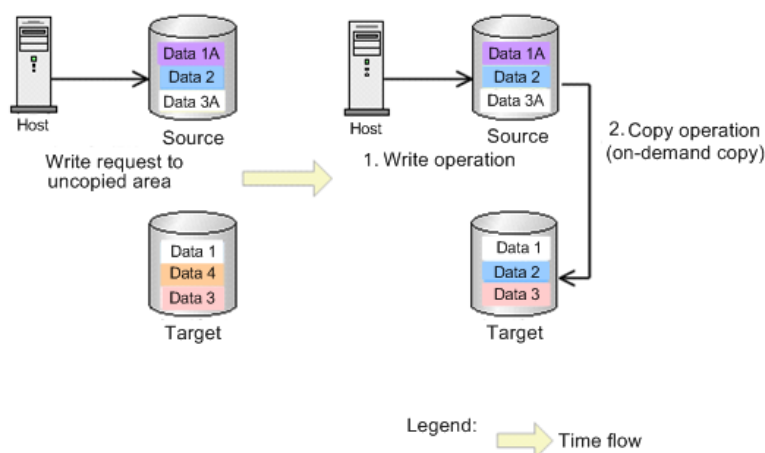 Host
Data 1A
Data 2
Data 3A
Source
Write request to
uncopied area
Data 1
Data 4
Data 3
Target
Host
Data 1A
Data 2
Data 3A
Source
1. Write operation
2. Copy operation
(on-demand copy)
Data 1
Data 2
Data 3
Target
Legend:
Time flow